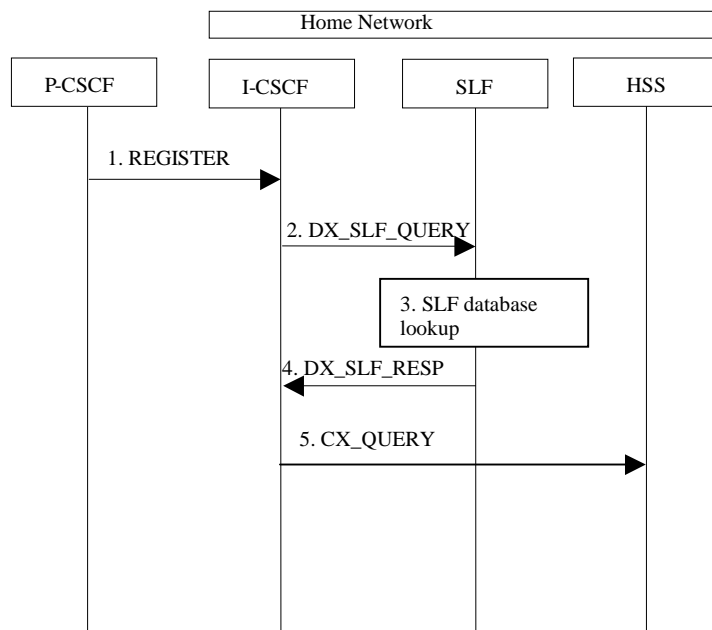 Home Network
P-CSCF
I-CSCF
SLF
HSS
1. REGISTER
2. DX_SLF_QUERY
3. SLF database
lookup
4. DX_SLF_RESP
5. CX_QUERY